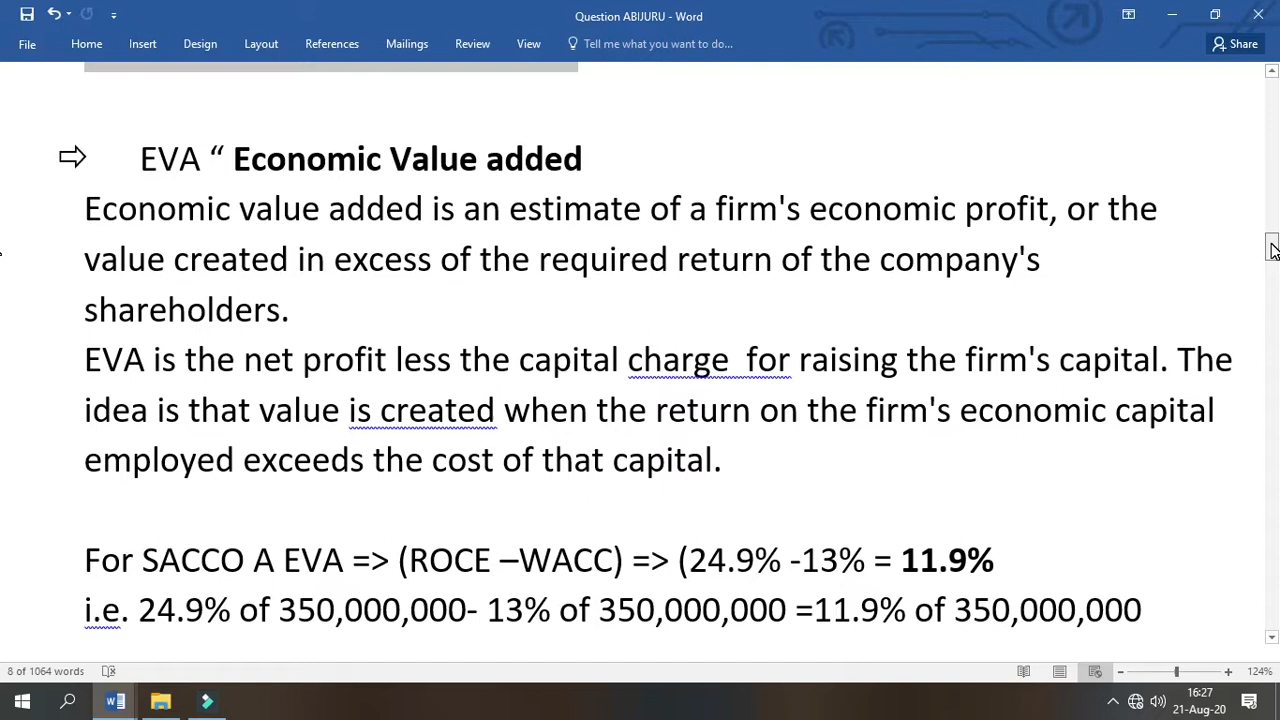 Question ABIJURU - Word
File Home Insert Design Layout References Mailings Review View Tell me what you want to do... Share
⇨ EVA “ Economic Value added
Economic value added is an estimate of a firm's economic profit, or the
value created in excess of the required return of the company's
shareholders.
EVA is the net profit less the capital charge  for raising the firm's capital. The
idea is that value is created when the return on the firm's economic capital
employed exceeds the cost of that capital.
For SACCO A EVA => (ROCE –WACC) => (24.9% -13% = 11.9%
i.e. 24.9% of 350,000,000- 13% of 350,000,000 =11.9% of 350,000,000
8 of 1064 words 124%
16:27
21-Aug-20